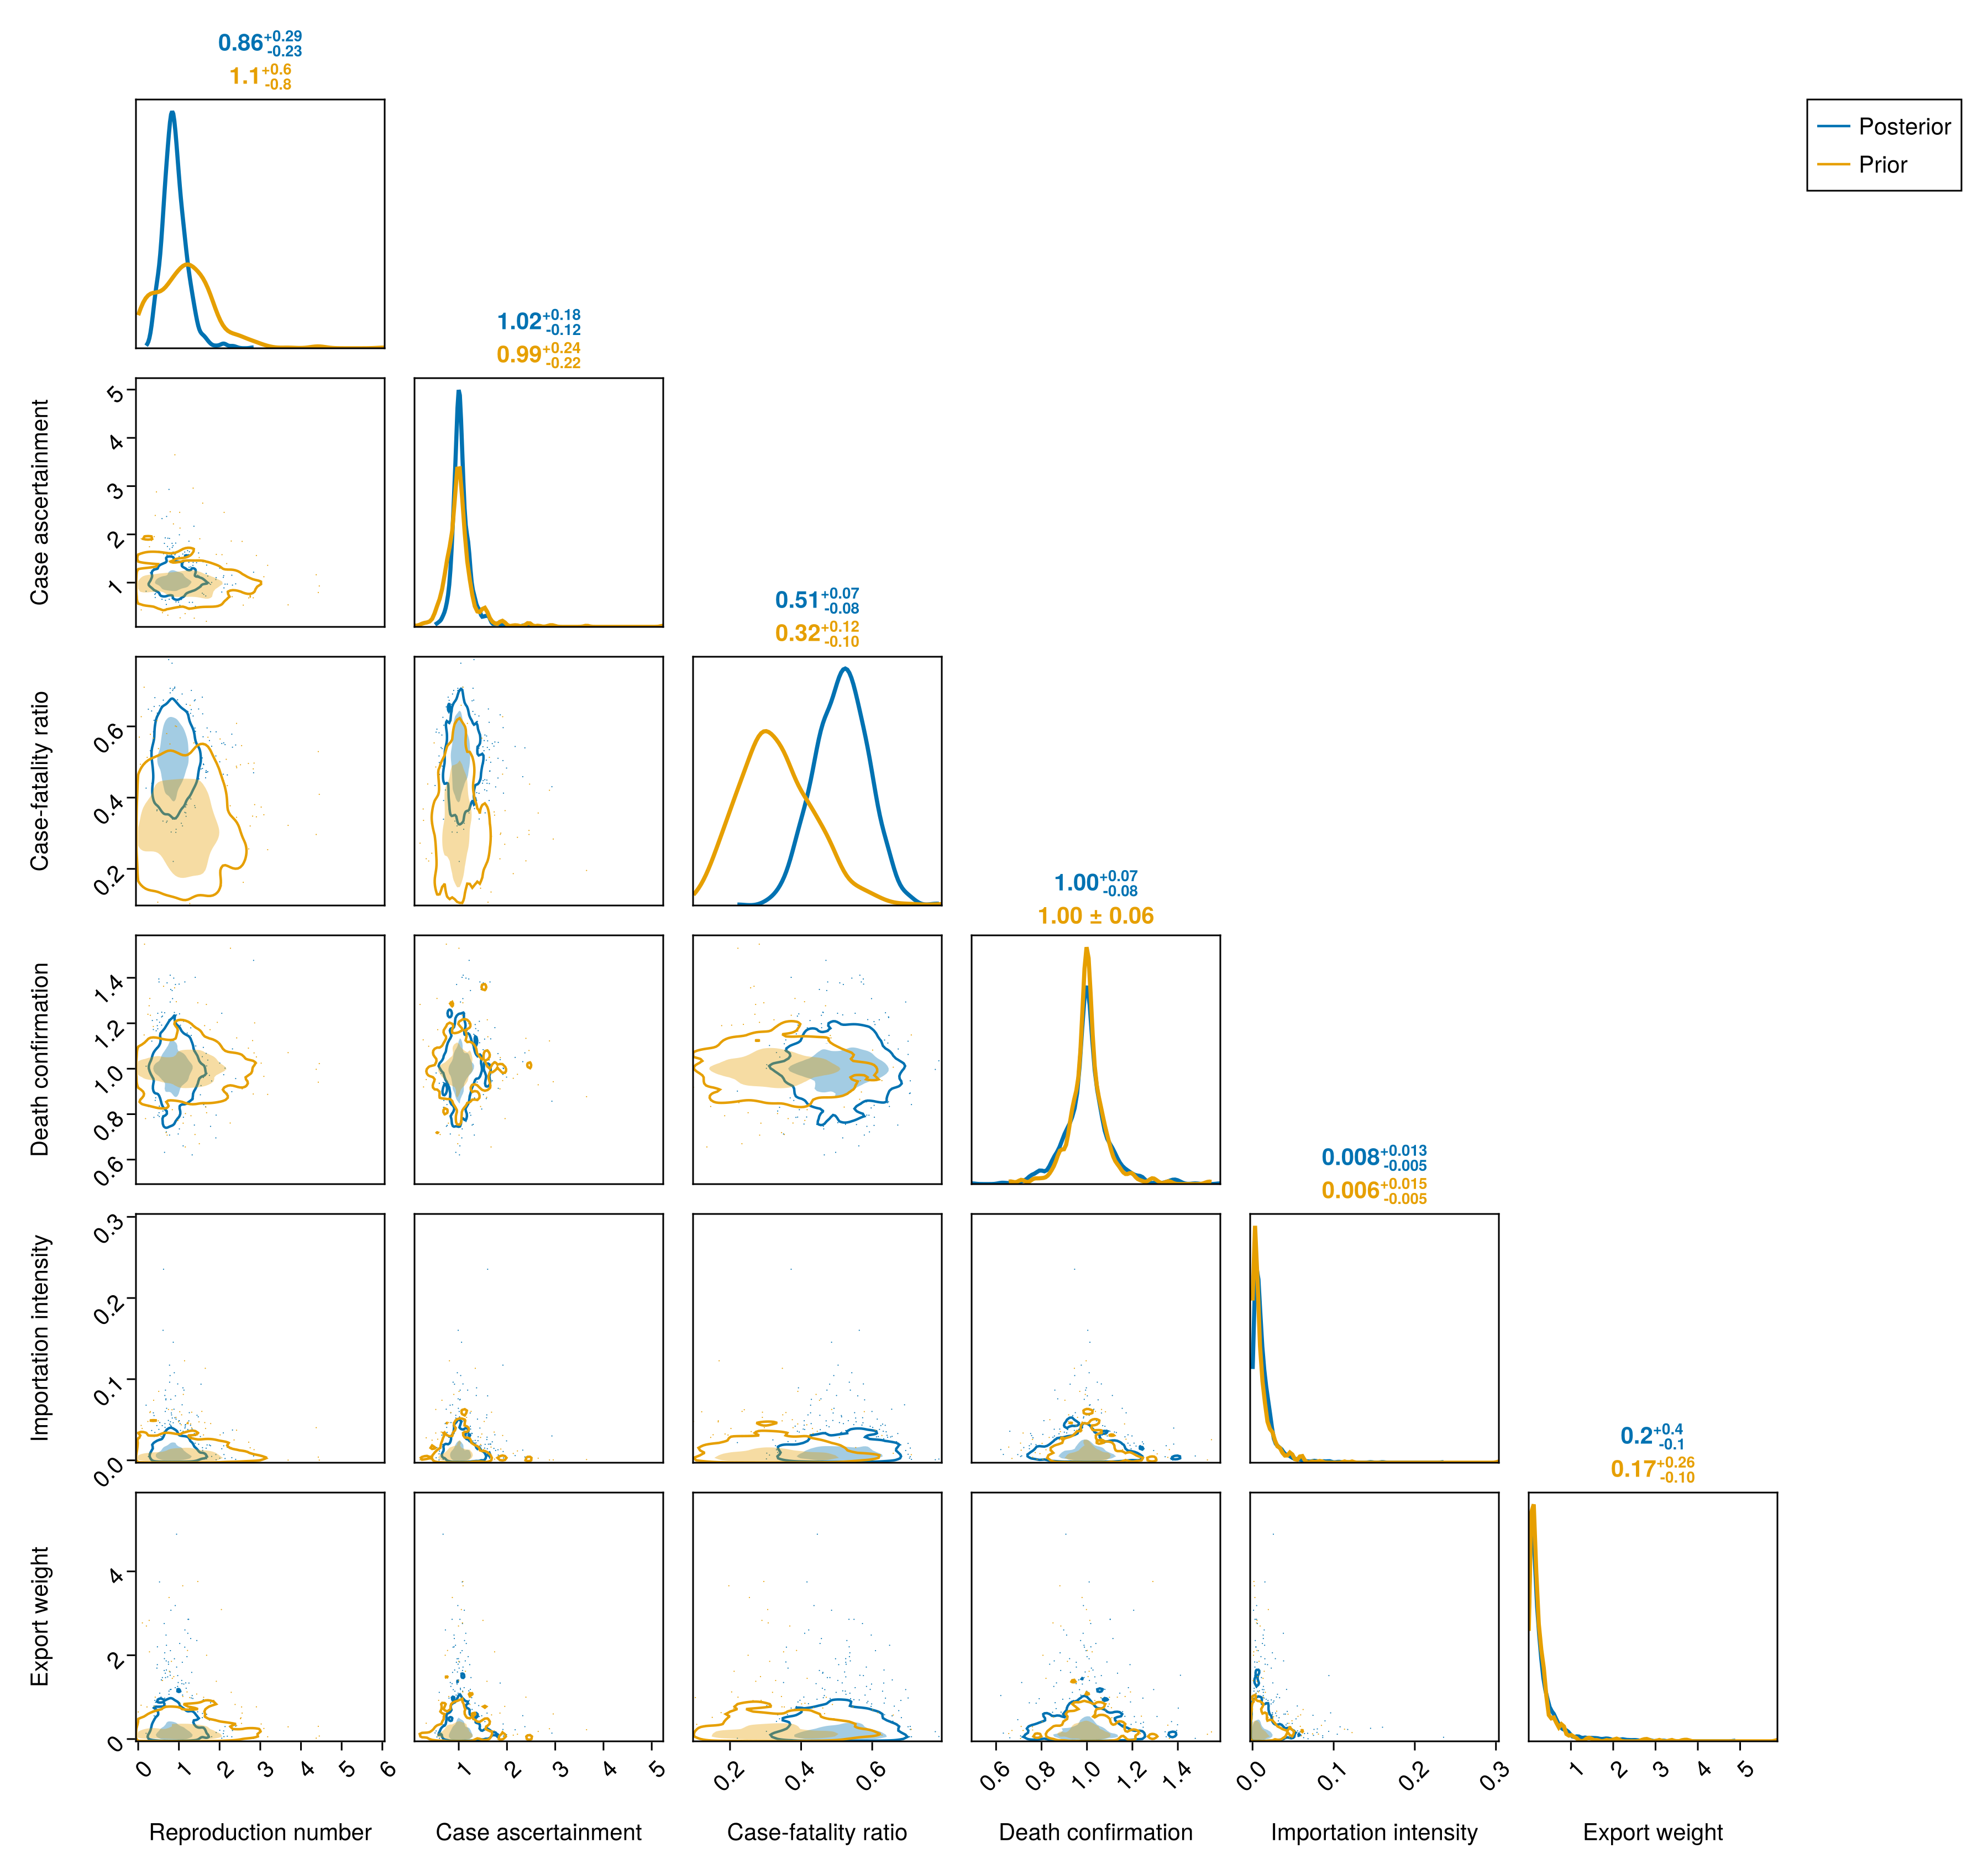 0.86+0.29-0.23
1.1+0.6-0.8
Posterior
Prior
1.02+0.18-0.12
0.99+0.24-0.22
Case ascertainment
5
4
3
2
1
0.51+0.07-0.08
0.32+0.12-0.10
Case-fatality ratio
0.6
0.4
0.2
1.00+0.07-0.08
1.00 ± 0.06
Death confirmation
1.4
1.2
1.0
0.8
0.6
0.008+0.013-0.005
0.006+0.015-0.005
Importation intensity
0.3
0.2
0.1
0.0
0.2+0.4-0.1
0.17+0.26-0.10
Export weight
4
2
0
0 1 2 3 4 5 6
1 2 3 4 5
0.2 0.4 0.6
0.6 0.8 1.0 1.2 1.4
0.0 0.1 0.2 0.3
1 2 3 4 5
Reproduction number
Case ascertainment
Case-fatality ratio
Death confirmation
Importation intensity
Export weight